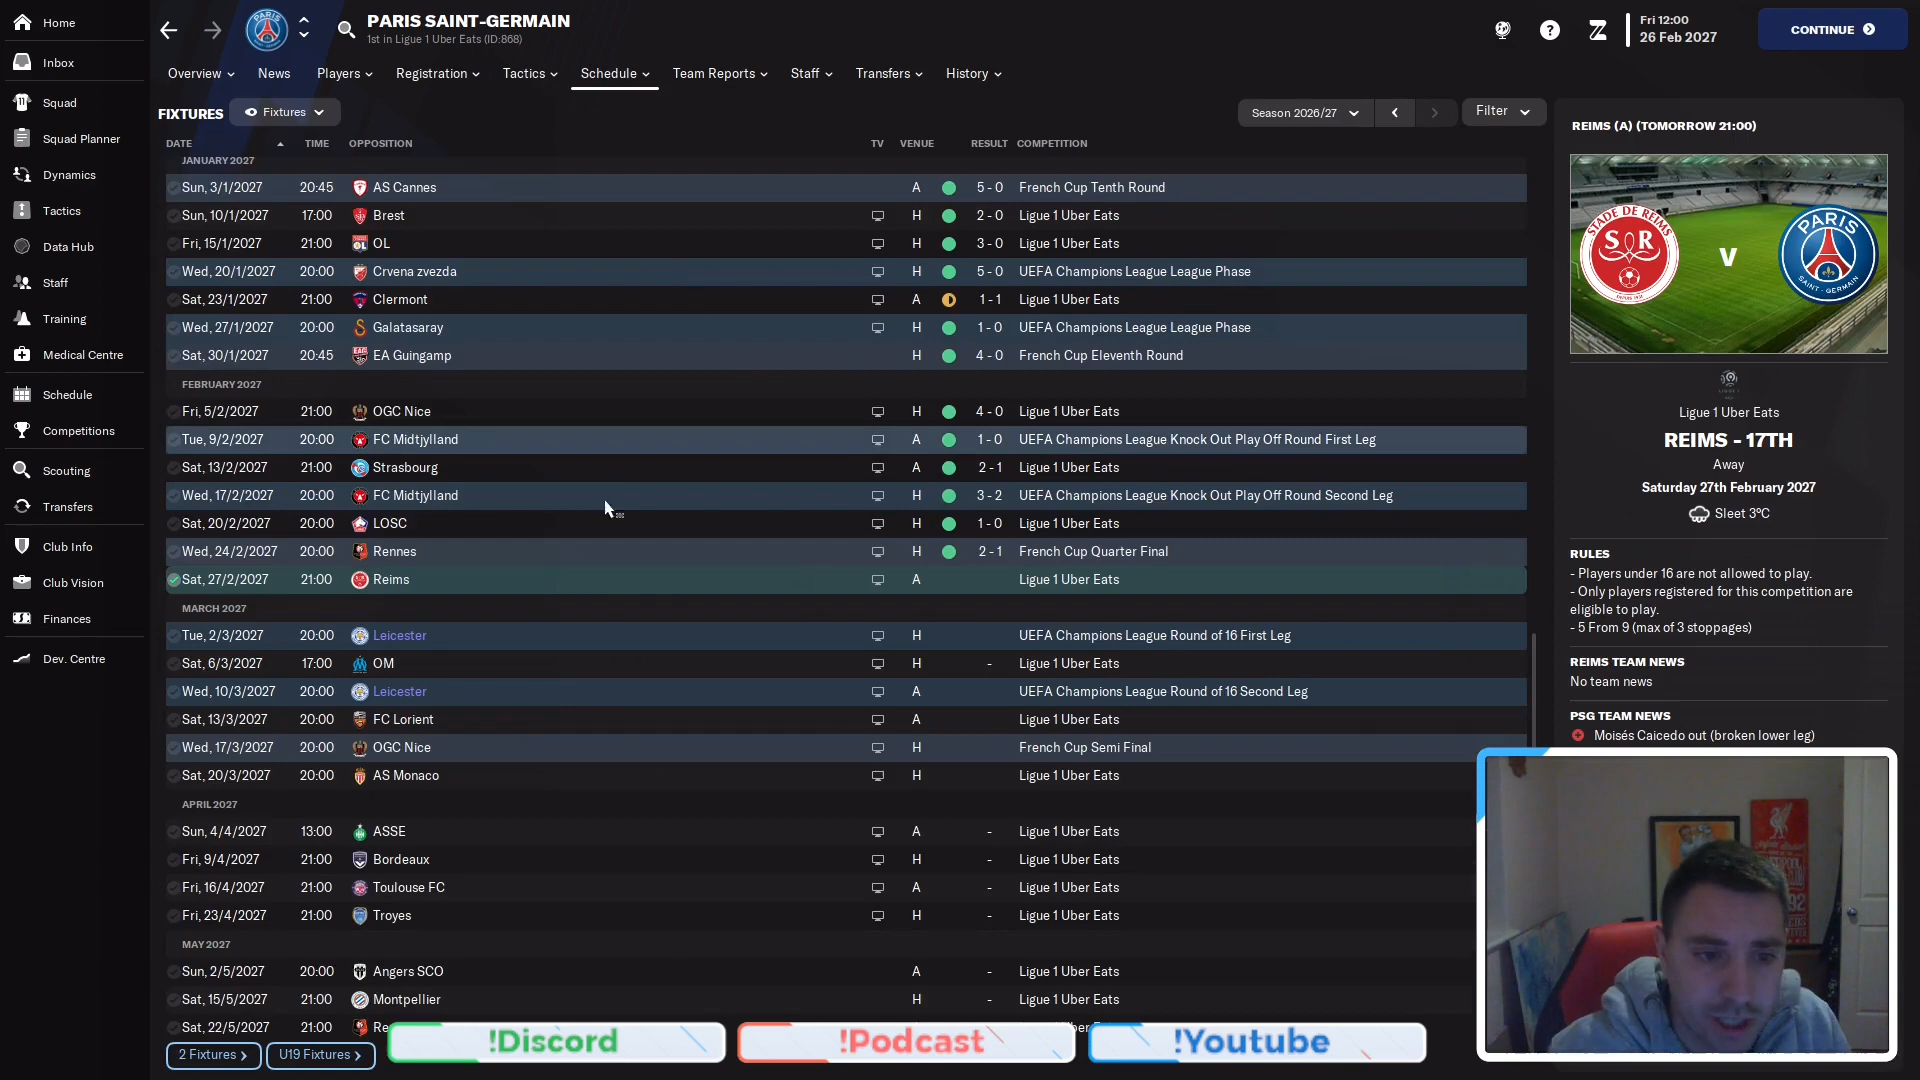 Home
Inbox
Squad
Squad Planner
Dynamics
Tactics
Data Hub
Staff
Training
Medical Centre
Schedule
Competitions
Scouting
Transfers
Club Info
Club Vision
Finances
Dev. Centre
PARIS SAINT-GERMAIN
1st in Ligue 1 Uber Eats (ID:868)
Fri 12:00
26 Feb 2027
CONTINUE
Overview News Players Registration Tactics Schedule Team Reports Staff Transfers History
FIXTURES Fixtures Season 2026/27 Filter
DATE TIME OPPOSITION TV VENUE RESULT COMPETITION
JANUARY 2027
Sun, 3/1/2027 20:45 AS Cannes A 5 - 0 French Cup Tenth Round
Sun, 10/1/2027 17:00 Brest H 2 - 0 Ligue 1 Uber Eats
Fri, 15/1/2027 21:00 OL H 3 - 0 Ligue 1 Uber Eats
Wed, 20/1/2027 20:00 Crvena zvezda H 5 - 0 UEFA Champions League League Phase
Sat, 23/1/2027 21:00 Clermont A 1 - 1 Ligue 1 Uber Eats
Wed, 27/1/2027 20:00 Galatasaray H 1 - 0 UEFA Champions League League Phase
Sat, 30/1/2027 20:45 EA Guingamp H 4 - 0 French Cup Eleventh Round
FEBRUARY 2027
Fri, 5/2/2027 21:00 OGC Nice H 4 - 0 Ligue 1 Uber Eats
Tue, 9/2/2027 20:00 FC Midtjylland A 1 - 0 UEFA Champions League Knock Out Play Off Round First Leg
Sat, 13/2/2027 21:00 Strasbourg A 2 - 1 Ligue 1 Uber Eats
Wed, 17/2/2027 20:00 FC Midtjylland H 3 - 2 UEFA Champions League Knock Out Play Off Round Second Leg
Sat, 20/2/2027 20:00 LOSC H 1 - 0 Ligue 1 Uber Eats
Wed, 24/2/2027 20:00 Rennes H 2 - 1 French Cup Quarter Final
Sat, 27/2/2027 21:00 Reims A Ligue 1 Uber Eats
MARCH 2027
Tue, 2/3/2027 20:00 Leicester H UEFA Champions League Round of 16 First Leg
Sat, 6/3/2027 17:00 OM H - Ligue 1 Uber Eats
Wed, 10/3/2027 20:00 Leicester A UEFA Champions League Round of 16 Second Leg
Sat, 13/3/2027 20:00 FC Lorient A Ligue 1 Uber Eats
Wed, 17/3/2027 20:00 OGC Nice H French Cup Semi Final
Sat, 20/3/2027 20:00 AS Monaco H Ligue 1 Uber Eats
APRIL 2027
Sun, 4/4/2027 13:00 ASSE A - Ligue 1 Uber Eats
Fri, 9/4/2027 21:00 Bordeaux H - Ligue 1 Uber Eats
Fri, 16/4/2027 21:00 Toulouse FC A - Ligue 1 Uber Eats
Fri, 23/4/2027 21:00 Troyes H - Ligue 1 Uber Eats
MAY 2027
Sun, 2/5/2027 20:00 Angers SCO A - Ligue 1 Uber Eats
Sat, 15/5/2027 21:00 Montpellier H - Ligue 1 Uber Eats
Sat, 22/5/2027 21:00
2 Fixtures U19 Fixtures
!Discord !Podcast !Youtube
REIMS (A) (TOMORROW 21:00)
STADE DE REIMS
SR
V
PARIS
SAINT-GERMAIN
Ligue 1 Uber Eats
REIMS - 17TH
Away
Saturday 27th February 2027
Sleet 3ºC
RULES
- Players under 16 are not allowed to play.
- Only players registered for this competition are
eligible to play.
- 5 From 9 (max of 3 stoppages)
REIMS TEAM NEWS
No team news
PSG TEAM NEWS
Moisés Caicedo out (broken lower leg)